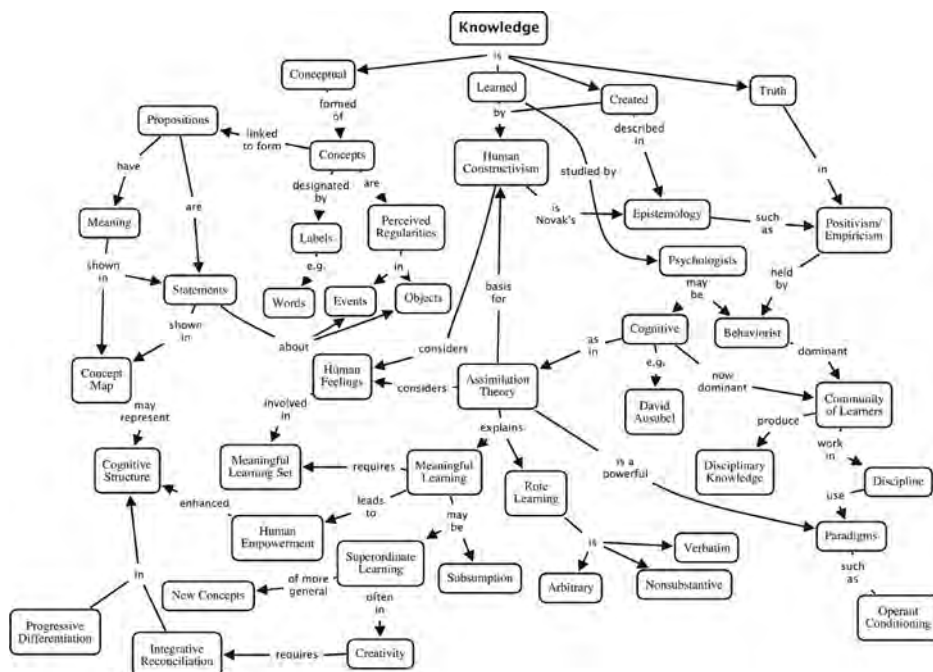 Knowledge
is
Conceptual
Learned
Created
Truth
formed
of
by
described
in
Propositions
linked
to form
Concepts
Human
Constructivism
studied by
in
have
designated
by
are
are
is
Novak's
Epistemology
such
as
Positivism/
Empiricism
Meaning
Labels
Perceived
Regularities
Psychologists
shown
in
e.g.
in
basis
for
may
be
held
by
Statements
Words
Events
Objects
shown
in
about
considers
Cognitive
Behaviorist
as
in
e.g.
now
dominant
dominant
Concept
Map
Human
Feelings
considers
Assimilation
Theory
David
Ausubel
Community
of Learners
may
represent
involved
in
explains
produce
work
in
Cognitive
Structure
Meaningful
Learning Set
requires
Meaningful
Learning
Rote
Learning
is a
powerful
Disciplinary
Knowledge
Discipline
enhanced
leads
to
may
be
use
Human
Empowerment
Paradigms
Superordinate
Learning
is
Verbatim
in
New Concepts
of more
general
Subsumption
Arbitrary
Nonsubstantive
such
as
often
in
Operant
Conditioning
Progressive
Differentiation
Integrative
Reconciliation
requires
Creativity